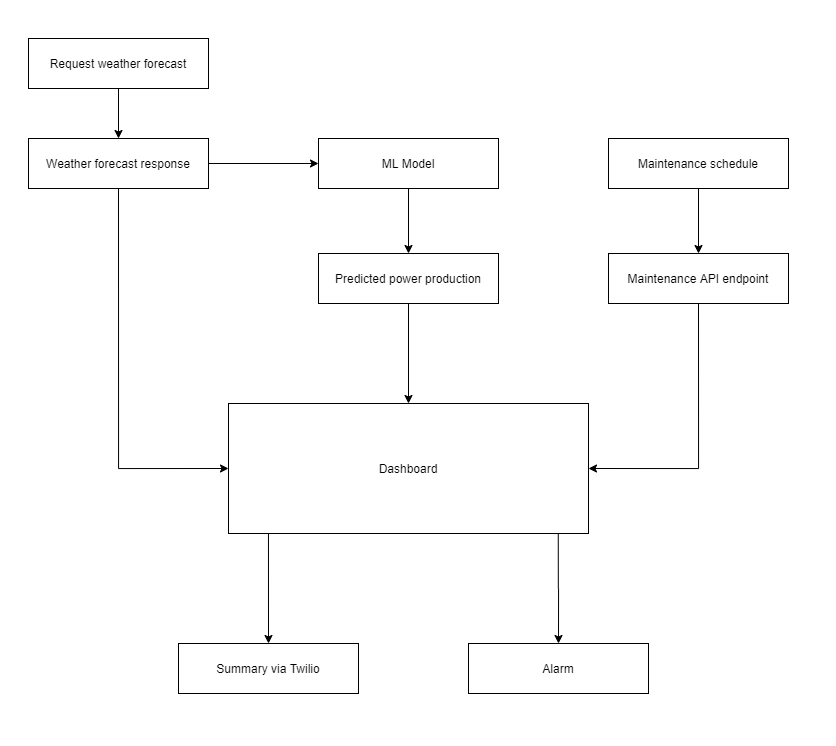 Request weather forecast
Weather forecast response
ML Model
Maintenance schedule
Predicted power production
Maintenance API endpoint
Dashboard
Summary via Twilio
Alarm